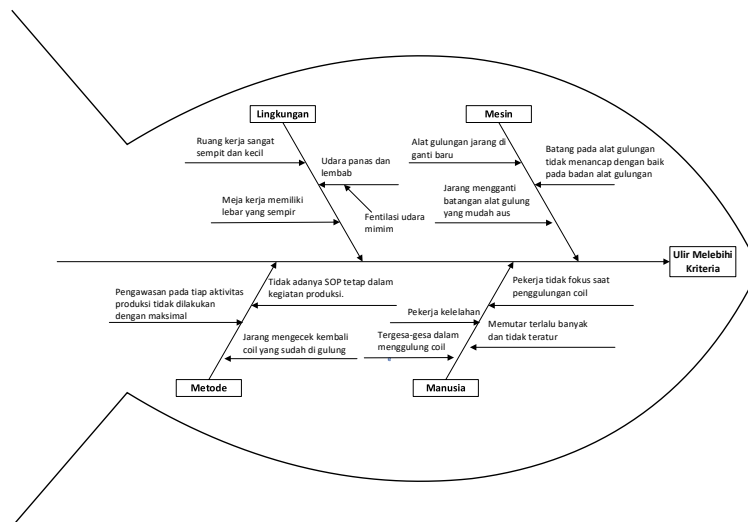 Lingkungan
Mesin
Ruang kerja sangat
sempit dan kecil
Udara panas dan
lembab
Meja kerja memiliki
lebar yang sempir
Fentilasi udara
mimim
Alat gulungan jarang di
ganti baru
Batang pada alat gulungan
tidak menancap dengan baik
pada badan alat gulungan
Jarang mengganti
batangan alat gulung
yang mudah aus
Ulir Melebihi
Kriteria
Pengawasan pada tiap aktivitas
produksi tidak dilakukan
dengan maksimal
Tidak adanya SOP tetap dalam
kegiatan produksi.
Jarang mengecek kembali
coil yang sudah di gulung
Pekerja tidak fokus saat
penggulungan coil
Pekerja kelelahan
Tergesa-gesa dalam
menggulung coil
Memutar terlalu banyak
dan tidak teratur
Metode
Manusia